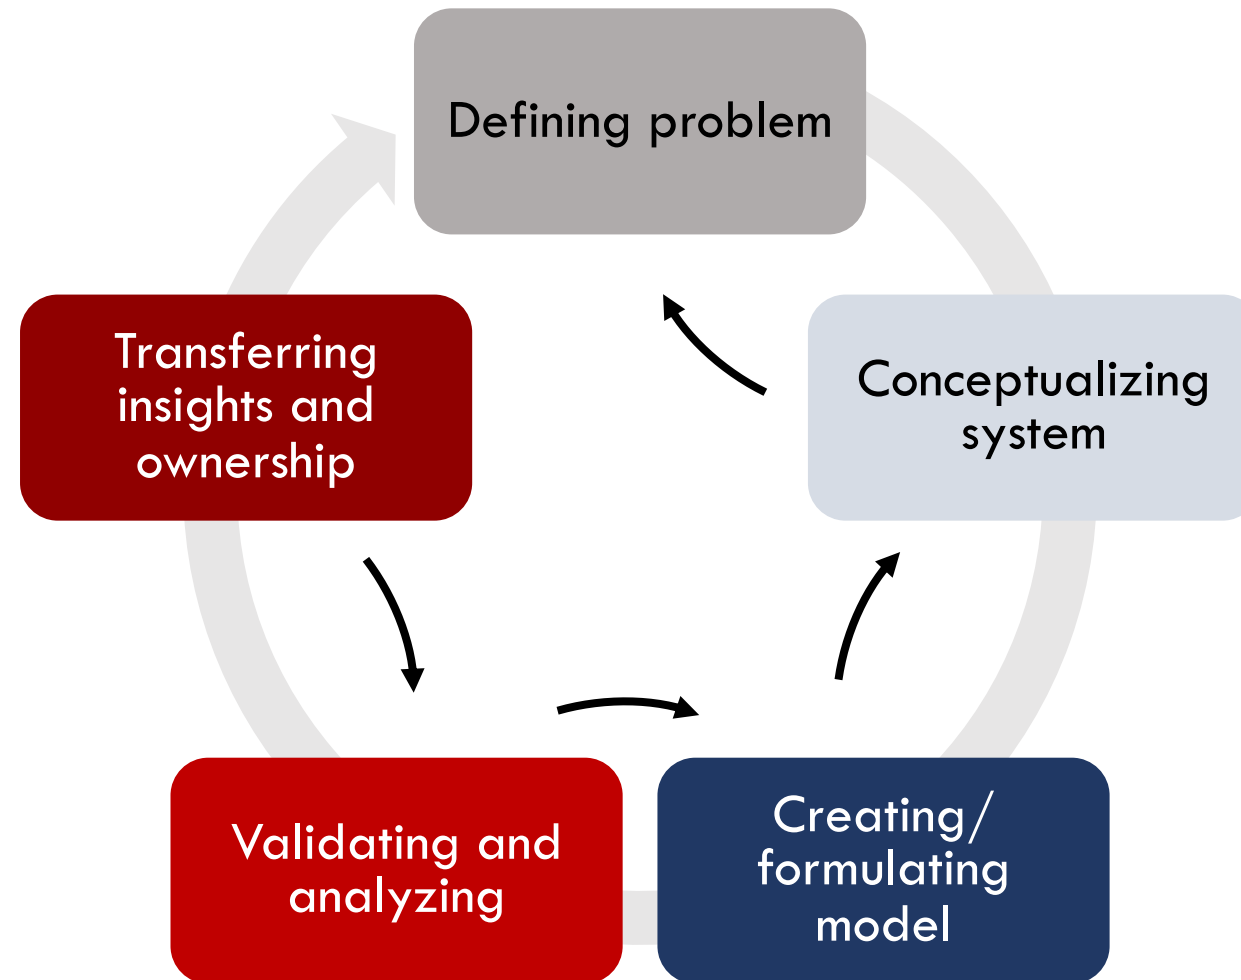 Defining problem
Conceptualizing
system
Creating/
formulating
model
Validating and
analyzing
Transferring
insights and
ownership